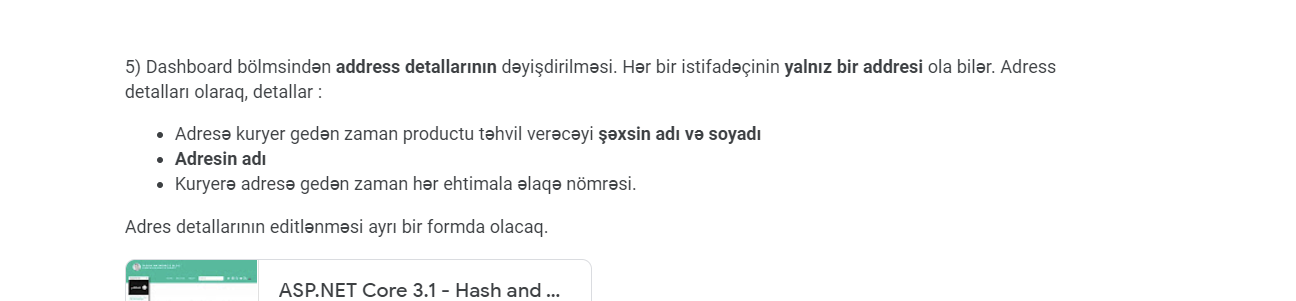 5) Dashboard bölmsindən address detallarının dəyişdirilməsi. Hər bir istifadəçinin yalnız bir addresi ola bilər. Adress
detalları olaraq, detallar :
• Adresə kuryer gedən zaman productu təhvil verəcəyi şəxsin adı və soyadı
• Adresin adı
• Kuryerə adresə gedən zaman hər ehtimala əlaqə nömrəsi.
Adres detallarının editlənməsi ayrı bir formda olacaq.
ASP.NET Core 3.1 - Hash and ...